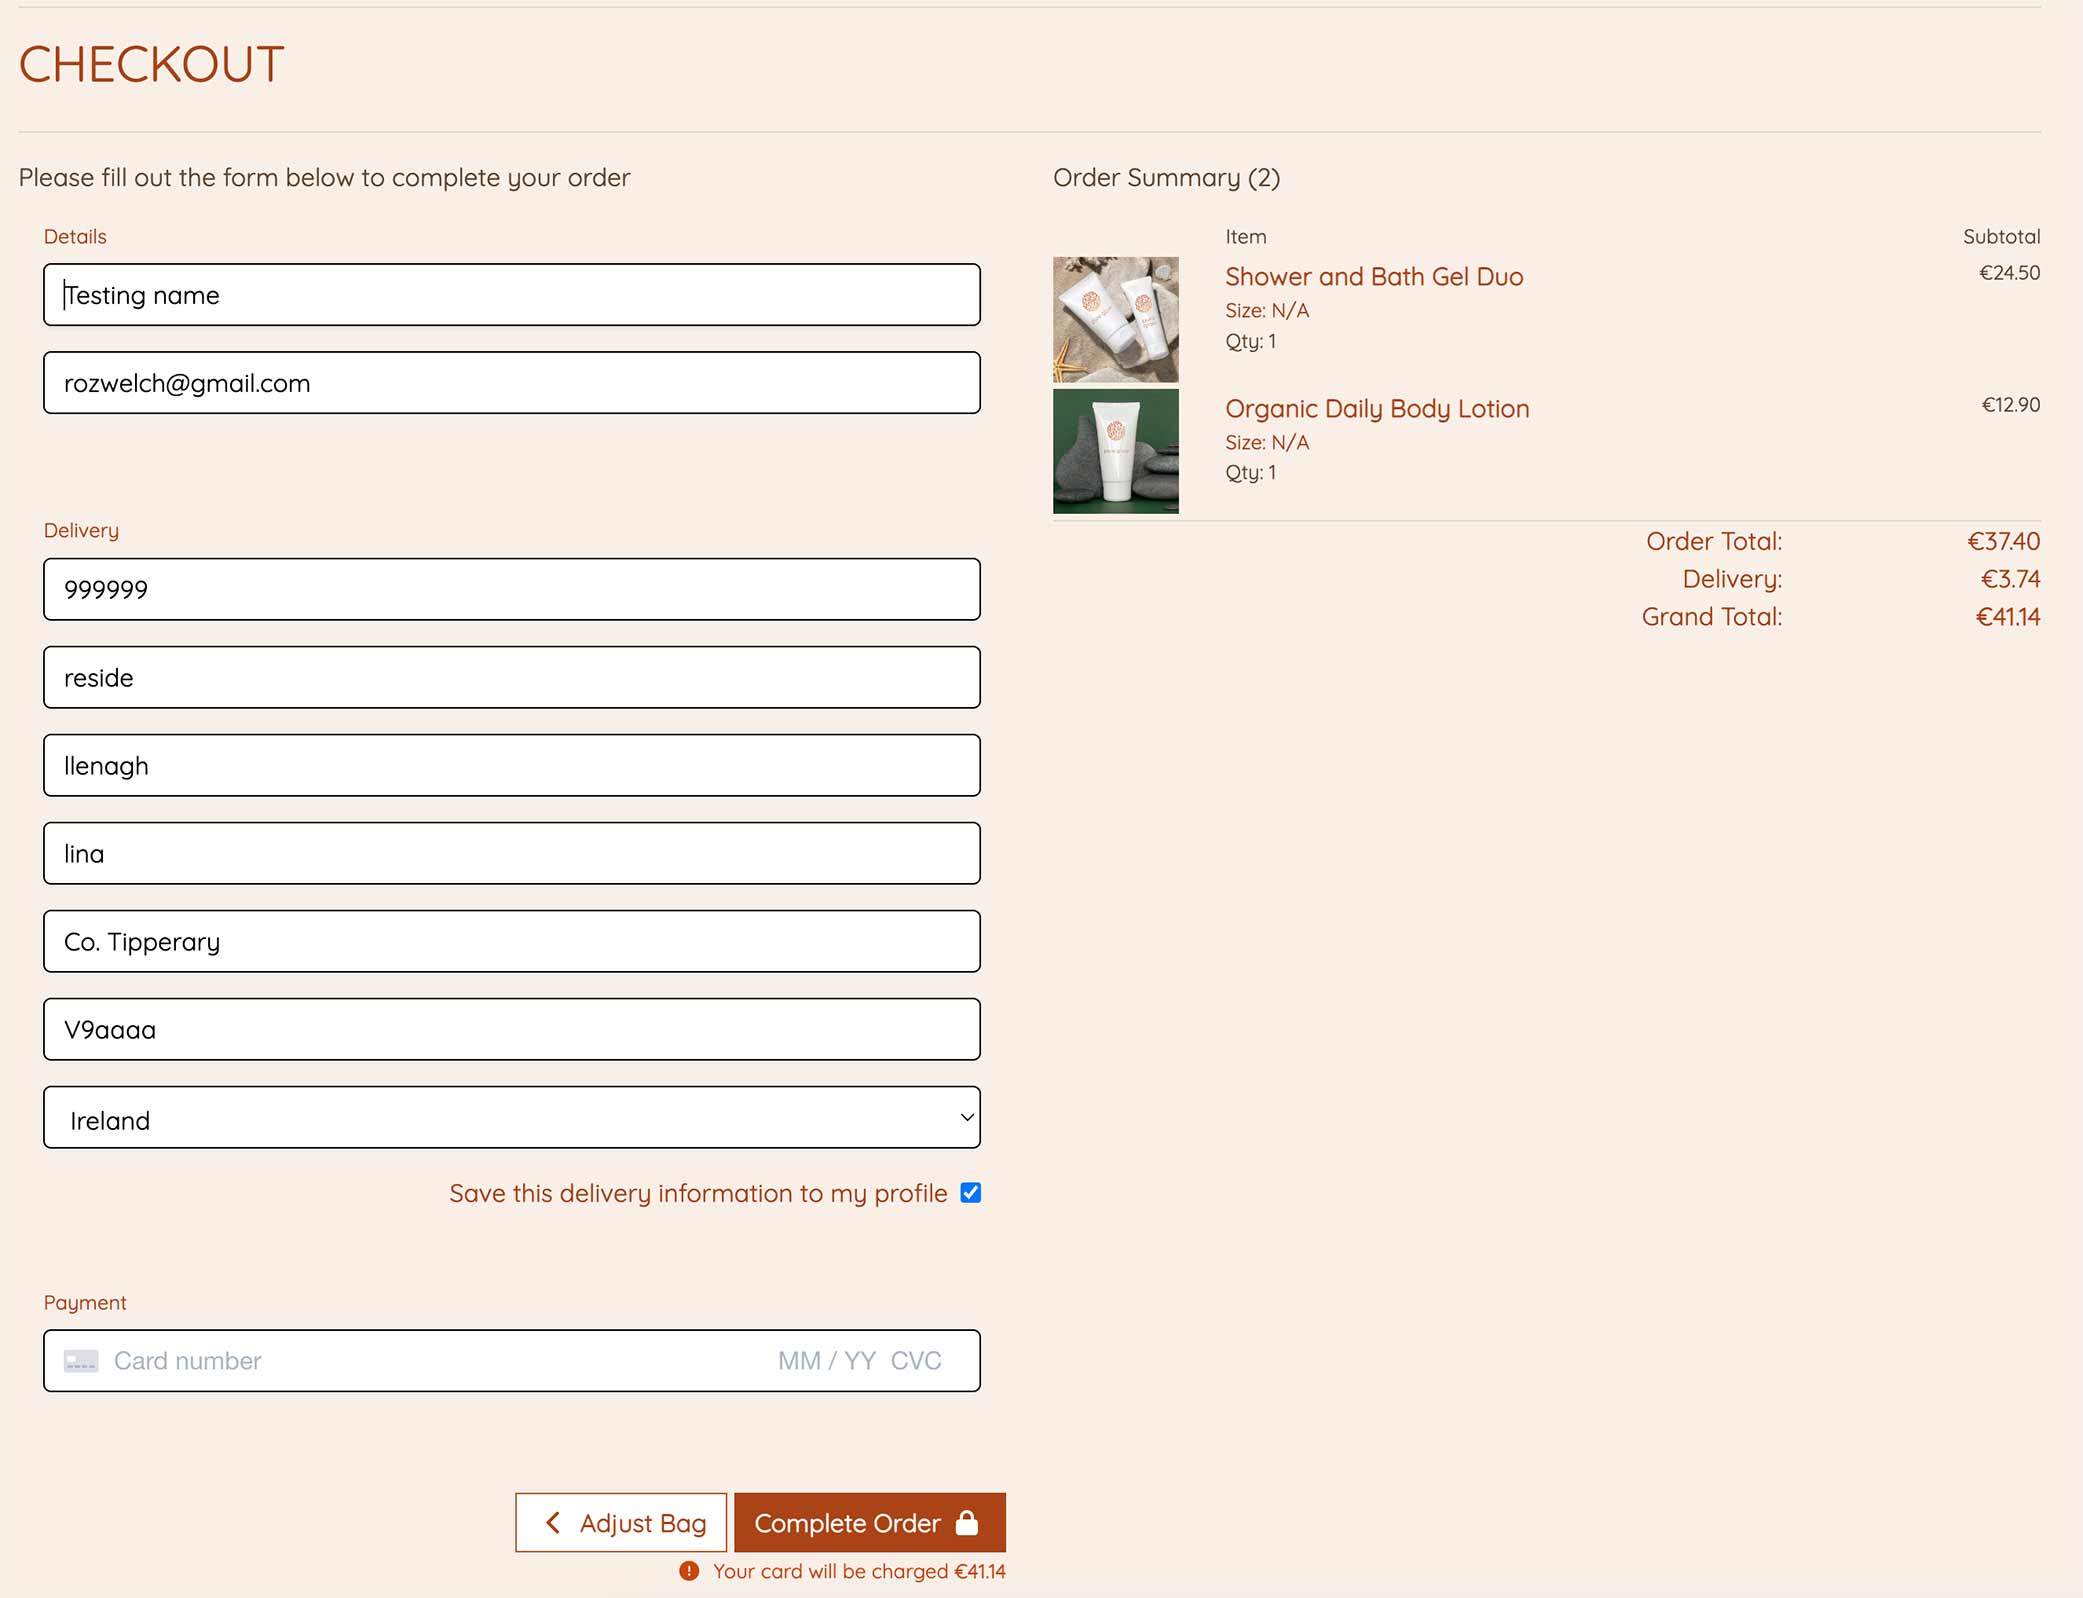 CHECKOUT
Please fill out the form below to complete your order
Details
Testing name
rozwelch@gmail.com
Delivery
999999
reside
llenagh
lina
Co. Tipperary
V9aaaa
Ireland
Save this delivery information to my profile
Payment
Card number MM / YY CVC
Adjust Bag
Complete Order
Your card will be charged €41.14
Order Summary (2)
Item Subtotal
Shower and Bath Gel Duo €24.50
Size: N/A
Qty: 1
Organic Daily Body Lotion €12.90
Size: N/A
Qty: 1
Order Total: €37.40
Delivery: €3.74
Grand Total: €41.14